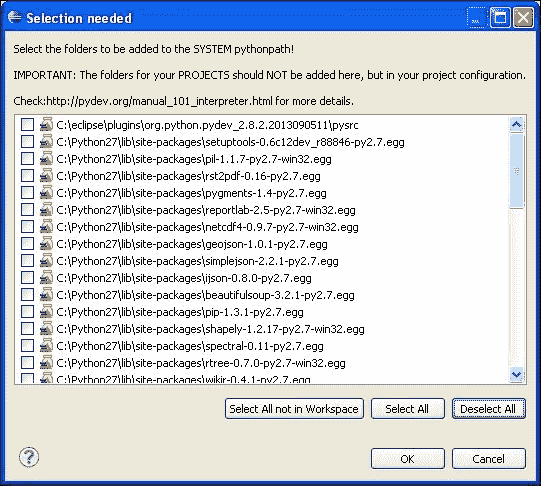 Selection needed
Select the folders to be added to the SYSTEM pythonpath!
IMPORTANT: The folders for your PROJECTS should NOT be added here, but in your project configuration.
Check:http://pydev.org/manual_101_interpreter.html for more details.
C:\eclipse\plugins\org.python.pydev_2.8.2.2013090511\pysrc
C:\Python27\lib\site-packages\setuptools-0.6c12dev_r88846-py2.7.egg
C:\Python27\lib\site-packages\pil-1.1.7-py2.7-win32.egg
C:\Python27\lib\site-packages\rst2pdf-0.16-py2.7.egg
C:\Python27\lib\site-packages\pygments-1.4-py2.7.egg
C:\Python27\lib\site-packages\reportlab-2.5-py2.7-win32.egg
C:\Python27\lib\site-packages\netcdf4-0.9.7-py2.7-win32.egg
C:\Python27\lib\site-packages\geojson-1.0.1-py2.7.egg
C:\Python27\lib\site-packages\simplejson-2.2.1-py2.7.egg
C:\Python27\lib\site-packages\ijson-0.8.0-py2.7.egg
C:\Python27\lib\site-packages\beautifulsoup-3.2.1-py2.7.egg
C:\Python27\lib\site-packages\pip-1.3.1-py2.7.egg
C:\Python27\lib\site-packages\shapely-1.2.17-py2.7-win32.egg
C:\Python27\lib\site-packages\spectral-0.11-py2.7.egg
C:\Python27\lib\site-packages\rtree-0.7.0-py2.7-win32.egg
C:\Python27\lib\site-packages\wikir-0.4.1-py2.7.egg
Select All not in Workspace
Select All
Deselect All
?
OK
Cancel